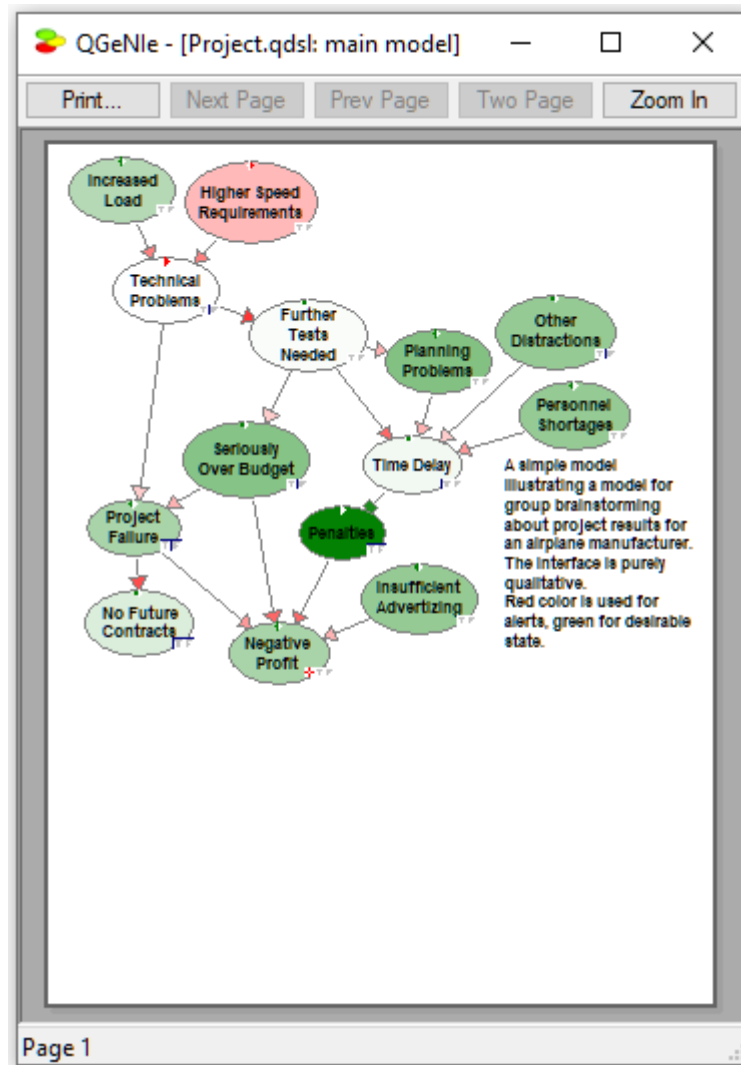 QGeNIe - [Project.qdsl: main model]
Print... Next Page Prev Page Two Page Zoom In
Increased
Load
Higher Speed
Requirements
Technical
Problems
Further
Tests
Needed
Other
Distractions
Planning
Problems
Personnel
Shortages
Seriously
Over Budget
Time Delay
A simple model
illustrating a model for
group brainstorming
about project results for
an airplane manufacturer.
The interface is purely
qualitative.
Red color is used for
alerts, green for desirable
state.
Project
Failure
Penalties
Insufficient
Advertizing
No Future
Contracts
Negative
Profit
Page 1